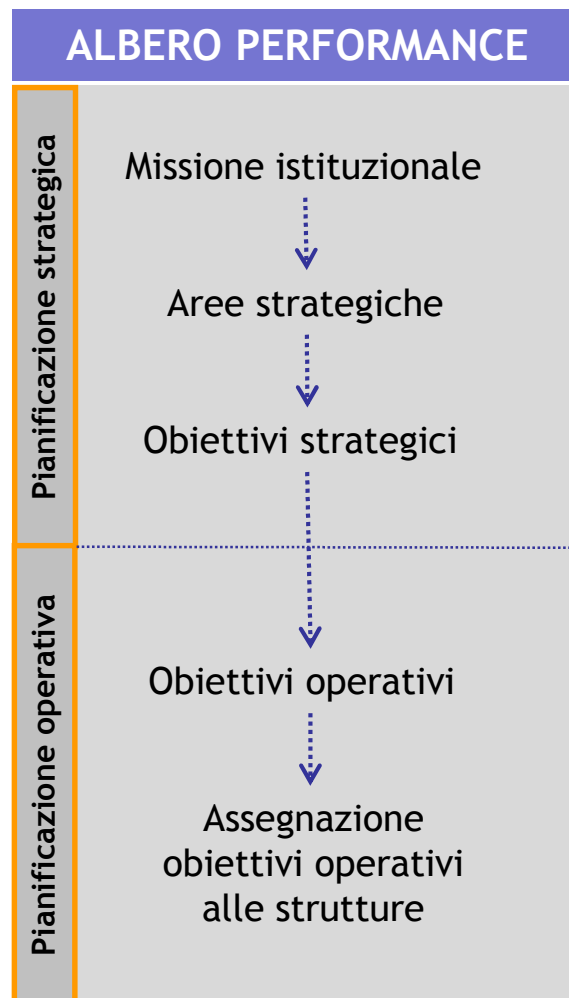 ALBERO PERFORMANCE
Pianificazione strategica
Missione istituzionale
Aree strategiche
Obiettivi strategici
Pianificazione operativa
Obiettivi operativi
Assegnazione
obiettivi operativi
alle strutture